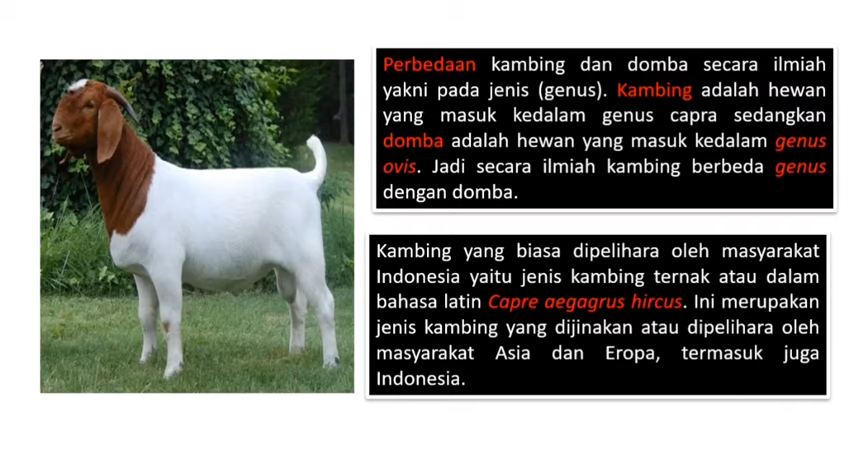 Perbedaan kambing dan domba secara ilmiah
yakni pada jenis (genus). Kambing adalah hewan
yang masuk kedalam genus capra sedangkan
domba adalah hewan yang masuk kedalam genus
ovis. Jadi secara ilmiah kambing berbeda genus
dengan domba.
Kambing yang biasa dipelihara oleh masyarakat
Indonesia yaitu jenis kambing ternak atau dalam
bahasa latin Capre aegagrus hircus. Ini merupakan
jenis kambing yang dijinakan atau dipelihara oleh
masyarakat Asia dan Eropa, termasuk juga
Indonesia.